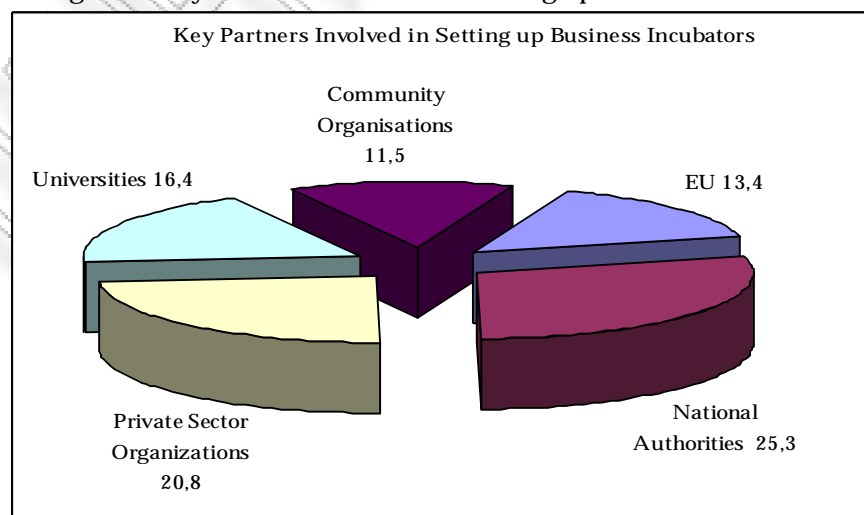 Key Partners Involved in Setting up Business Incubators
Community
Organisations
11,5
Universities 16,4
EU 13,4
Private Sector
Organizations
20,8
National
Authorities 25,3